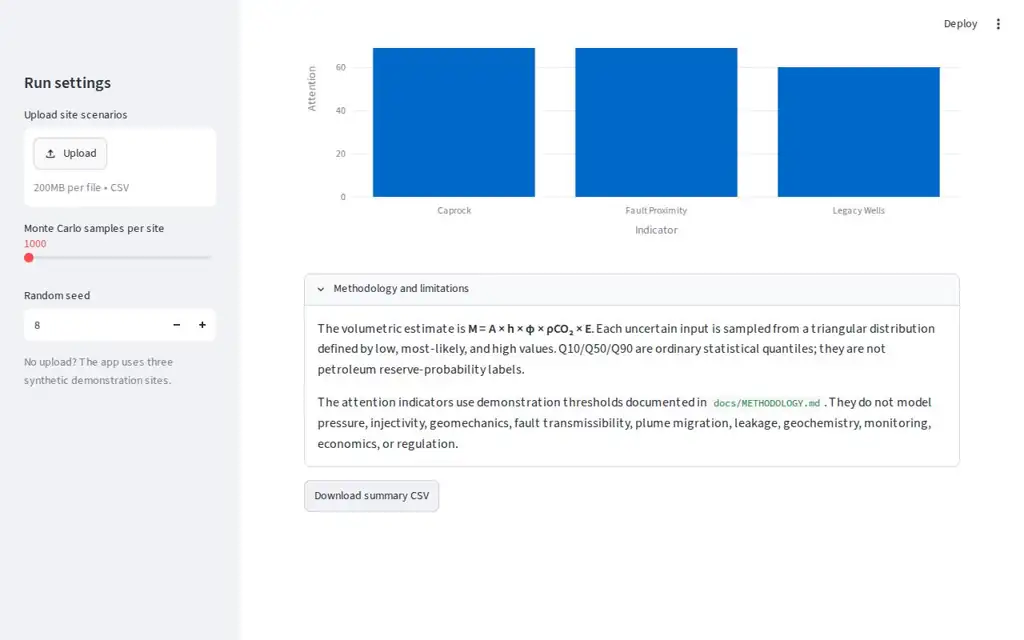 Deploy
Run settings
Upload site scenarios
Upload
200MB per file • CSV
Monte Carlo samples per site
1000
Random seed
8
No upload? The app uses three
synthetic demonstration sites.
Attention
60
40
20
0
Caprock
Fault Proximity
Legacy Wells
Indicator
Methodology and limitations
The volumetric estimate is M = A × h × ϕ × ρCO₂ × E. Each uncertain input is sampled from a triangular distribution
defined by low, most-likely, and high values. Q10/Q50/Q90 are ordinary statistical quantiles; they are not
petroleum reserve-probability labels.
The attention indicators use demonstration thresholds documented in docs/METHODOLOGY.md . They do not model
pressure, injectivity, geomechanics, fault transmissibility, plume migration, leakage, geochemistry, monitoring,
economics, or regulation.
Download summary CSV